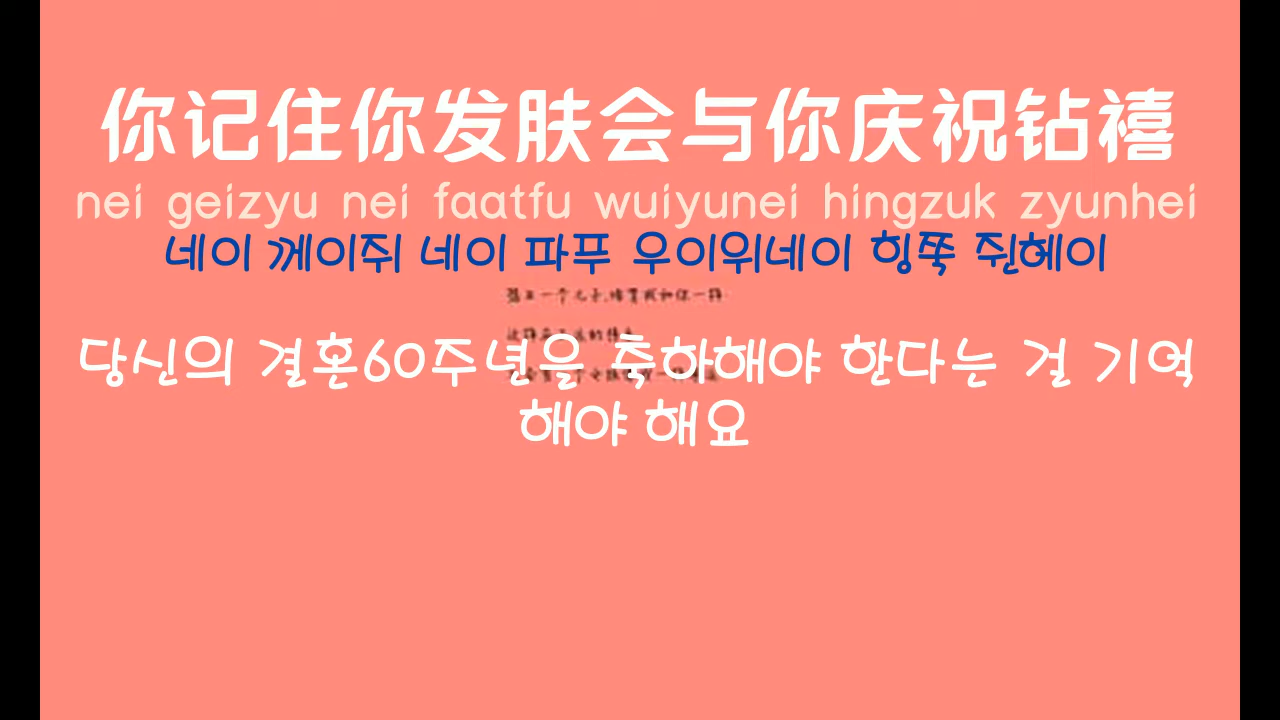 你记住你发肤会与你庆祝钻禧
nei geizyu nei faatfu wuiyunei hingzuk zyunhei
네이 께이쥐 네이 파푸 우이위네이 힝쭉 쥔헤이
당신의 결혼60주년을 축하해야 한다는 걸 기억
해야 해요